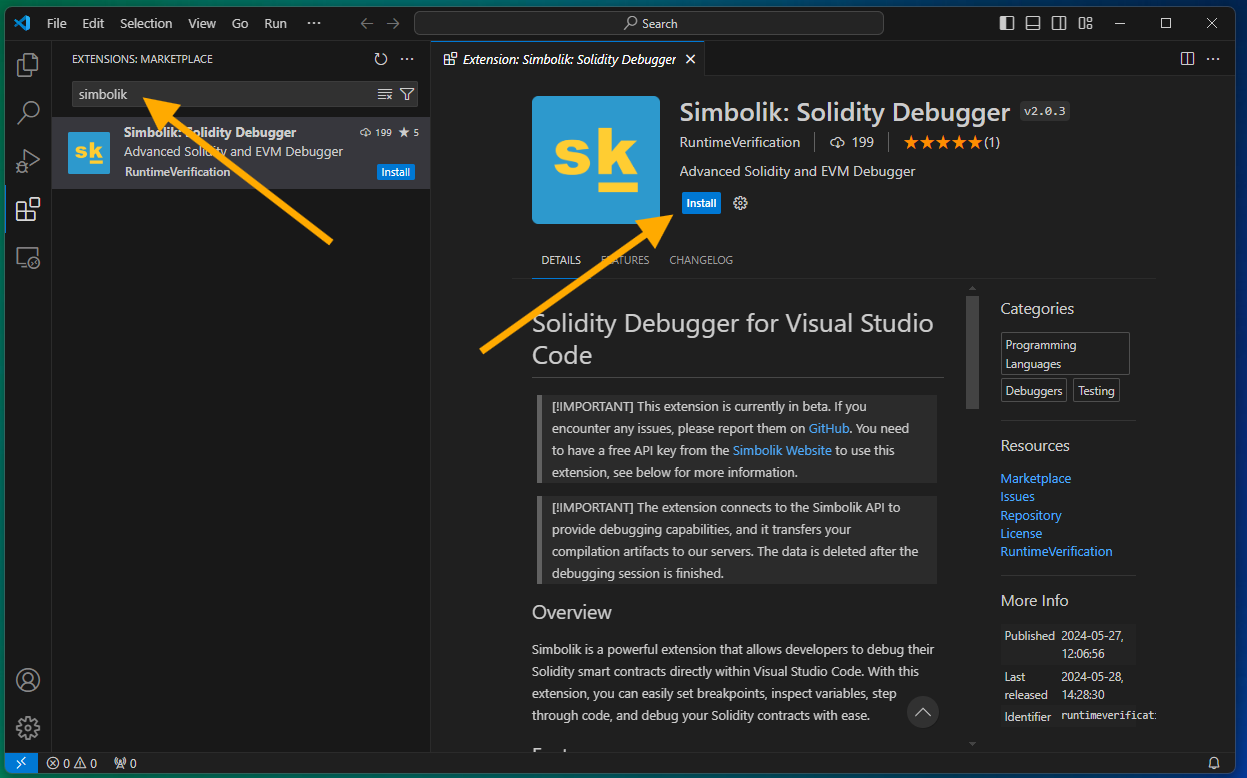 File Edit Selection View Go Run ···
Search
EXTENSIONS: MARKETPLACE
simbolik
Simbolik: Solidity Debugger 199 5
Advanced Solidity and EVM Debugger
RuntimeVerification Install
sk
Extension: Simbolik: Solidity Debugger
sk
Simbolik: Solidity Debugger v2.0.3
RuntimeVerification 199 (1)
Advanced Solidity and EVM Debugger
Install
DETAILS FEATURES CHANGELOG
Solidity Debugger for Visual Studio
Code
[!IMPORTANT] This extension is currently in beta. If you
encounter any issues, please report them on GitHub. You need
to have a free API key from the Simbolik Website to use this
extension, see below for more information.
[!IMPORTANT] The extension connects to the Simbolik API to
provide debugging capabilities, and it transfers your
compilation artifacts to our servers. The data is deleted after the
debugging session is finished.
Overview
Simbolik is a powerful extension that allows developers to debug their
Solidity smart contracts directly within Visual Studio Code. With this
extension, you can easily set breakpoints, inspect variables, step
through code, and debug your Solidity contracts with ease.
Categories
Programming
Languages
Debuggers Testing
Resources
Marketplace
Issues
Repository
License
RuntimeVerification
More Info
Published 2024-05-27,
12:06:56
Last 2024-05-28,
released 14:28:30
Identifier runtimeverificati
0 0 0